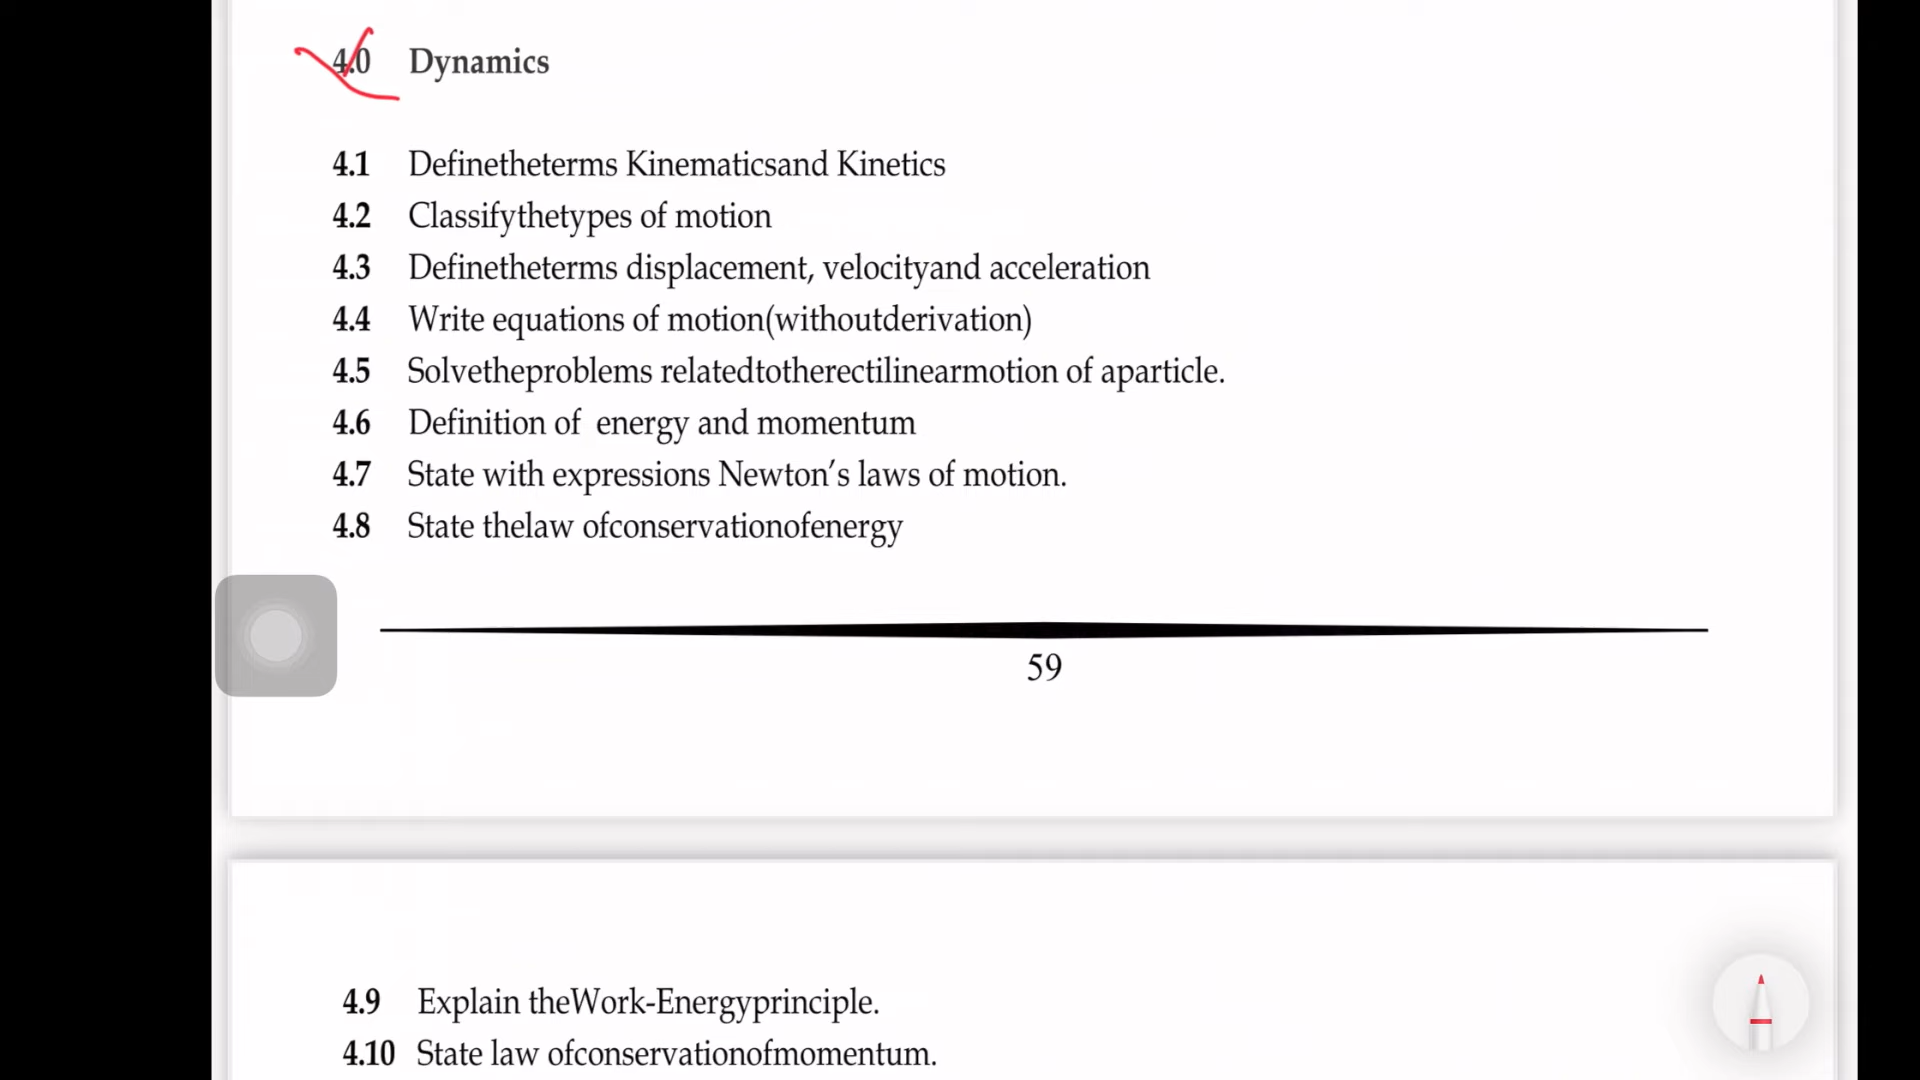 4.0 Dynamics
4.1 Definetheterms Kinematicsand Kinetics
4.2 Classifythetypes of motion
4.3 Definetheterms displacement, velocityand acceleration
4.4 Write equations of motion(withoutderivation)
4.5 Solvetheproblems relatedtotherectilinearmotion of aparticle.
4.6 Definition of energy and momentum
4.7 State with expressions Newton’s laws of motion.
4.8 State thelaw ofconservationofenergy
59
4.9 Explain theWork-Energyprinciple.
4.10 State law ofconservationofmomentum.